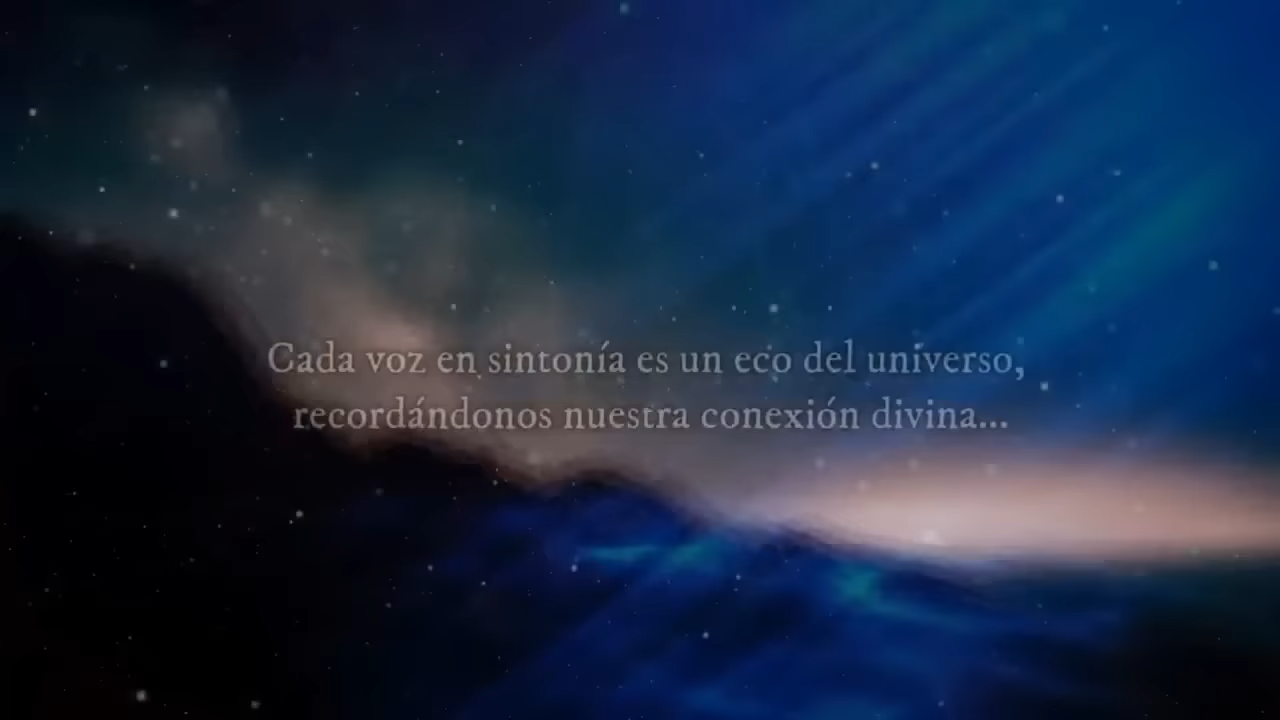 Cada voz en sintonía es un eco del universo,
recordándonos nuestra conexión divina...